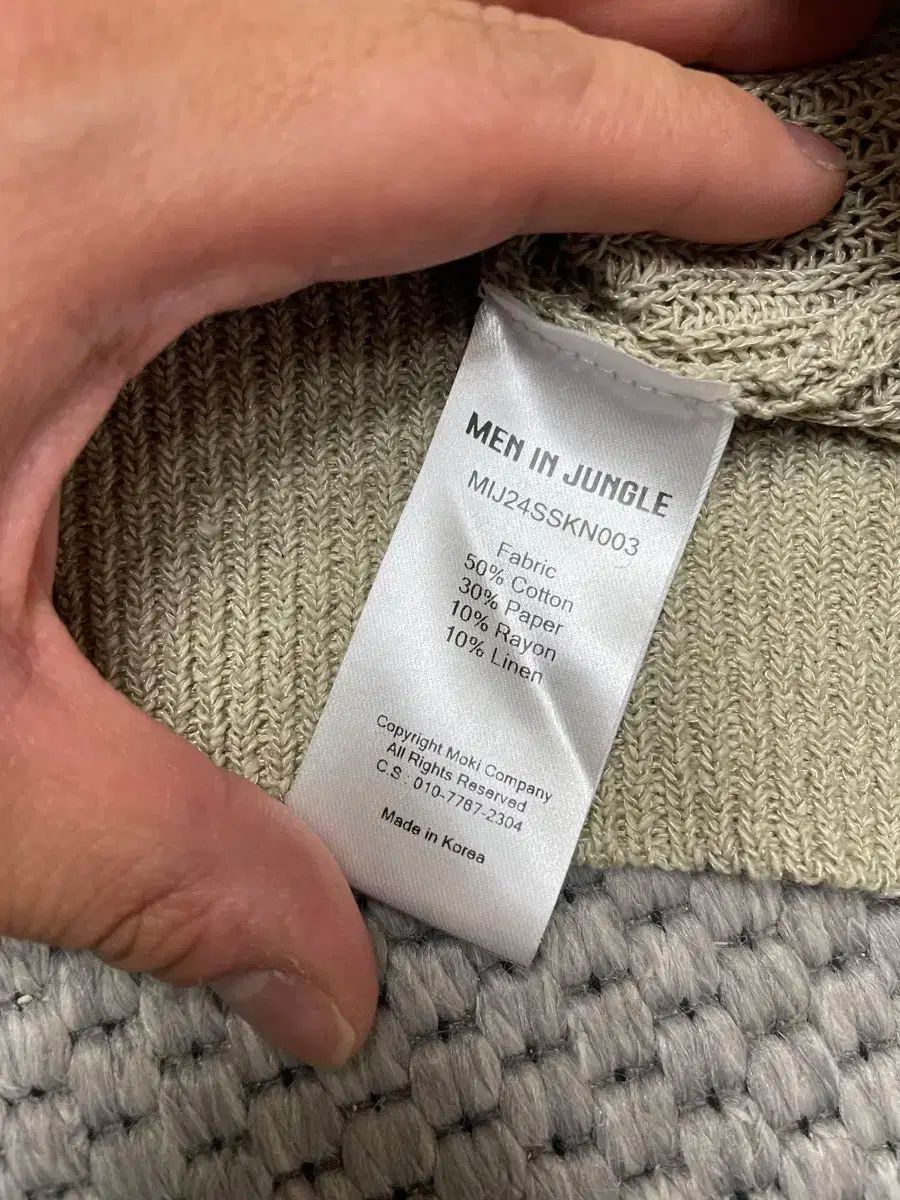 MEN IN JUNGLE
MIJ24SSKN003
Fabric
50% Cotton
30% Paper
10% Rayon
10% Linen
Copyright Moki Company
All Rights Reserved
C.S : 010-7767-2304
Made in Korea